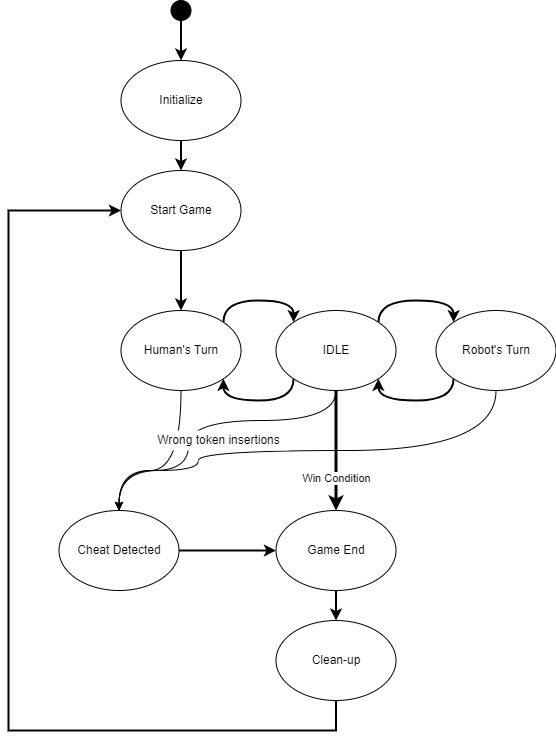 Initialize
Start Game
Human's Turn
IDLE
Robot's Turn
Wrong token insertions
Win Condition
Cheat Detected
Game End
Clean-up